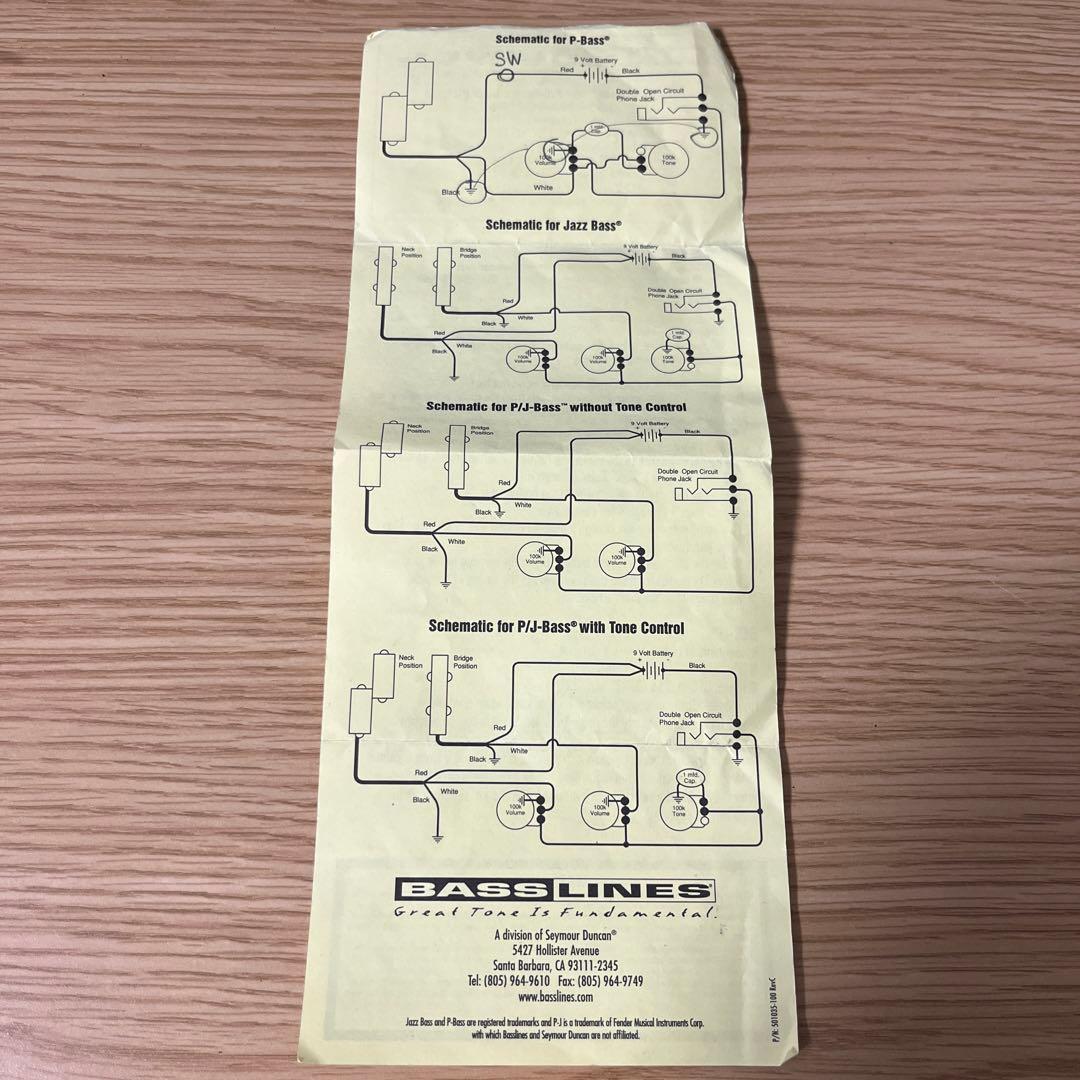 Schematic for P-Bass®
SW
9 Volt Battery
+ -
Red
Black
Double Open Circuit
Phone Jack
.1 mfd.
Cap.
100k
Volume
100k
Tone
Black
White
Schematic for Jazz Bass®
Neck
Position
Bridge
Position
9 Volt Battery
+ -
Black
Double Open Circuit
Phone Jack
Red
White
Black
Red
White
Black
.1 mfd.
Cap.
100k
Volume
100k
Volume
100k
Tone
Schematic for P/J-Bass™ without Tone Control
Neck
Position
Bridge
Position
9 Volt Battery
+ -
Black
Double Open Circuit
Phone Jack
Red
White
Black
Red
White
Black
100k
Volume
100k
Volume
Schematic for P/J-Bass® with Tone Control
Neck
Position
Bridge
Position
9 Volt Battery
+ -
Black
Double Open Circuit
Phone Jack
Red
White
Black
Red
White
Black
.1 mfd.
Cap.
100k
Volume
100k
Volume
100k
Tone
BASSLINES®
Great Tone Is Fundamental.
A division of Seymour Duncan®
5427 Hollister Avenue
Santa Barbara, CA 93111-2345
Tel: (805) 964-9610 Fax: (805) 964-9749
www.basslines.com
Jazz Bass and P-Bass are registered trademarks and P-J is a trademark of Fender Musical Instruments Corp.
with which Basslines and Seymour Duncan are not affiliated.
P/N: 501035-100 RevC